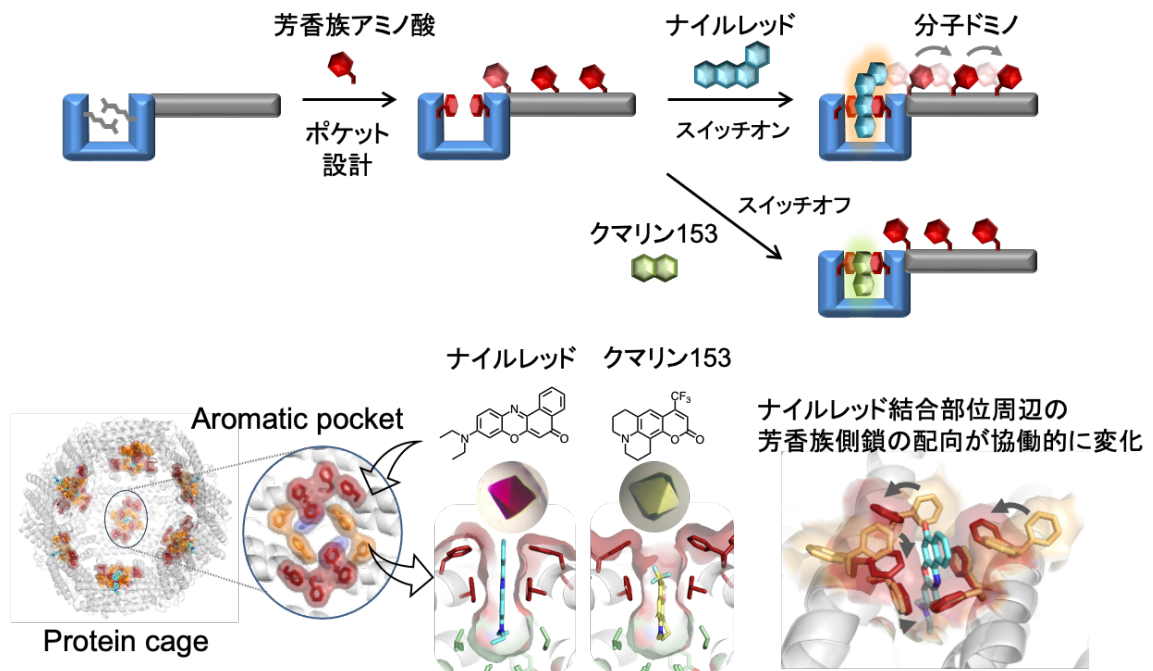 芳香族アミノ酸
ポケット
設計
ナイルレッド
スイッチオン
分子ドミノ
スイッチオフ
クマリン153
ナイルレッド
クマリン153
Aromatic pocket
Protein cage
N
N
O
O
CF3
N
O
O
ナイルレッド結合部位周辺の
芳香族側鎖の配向が協働的に変化